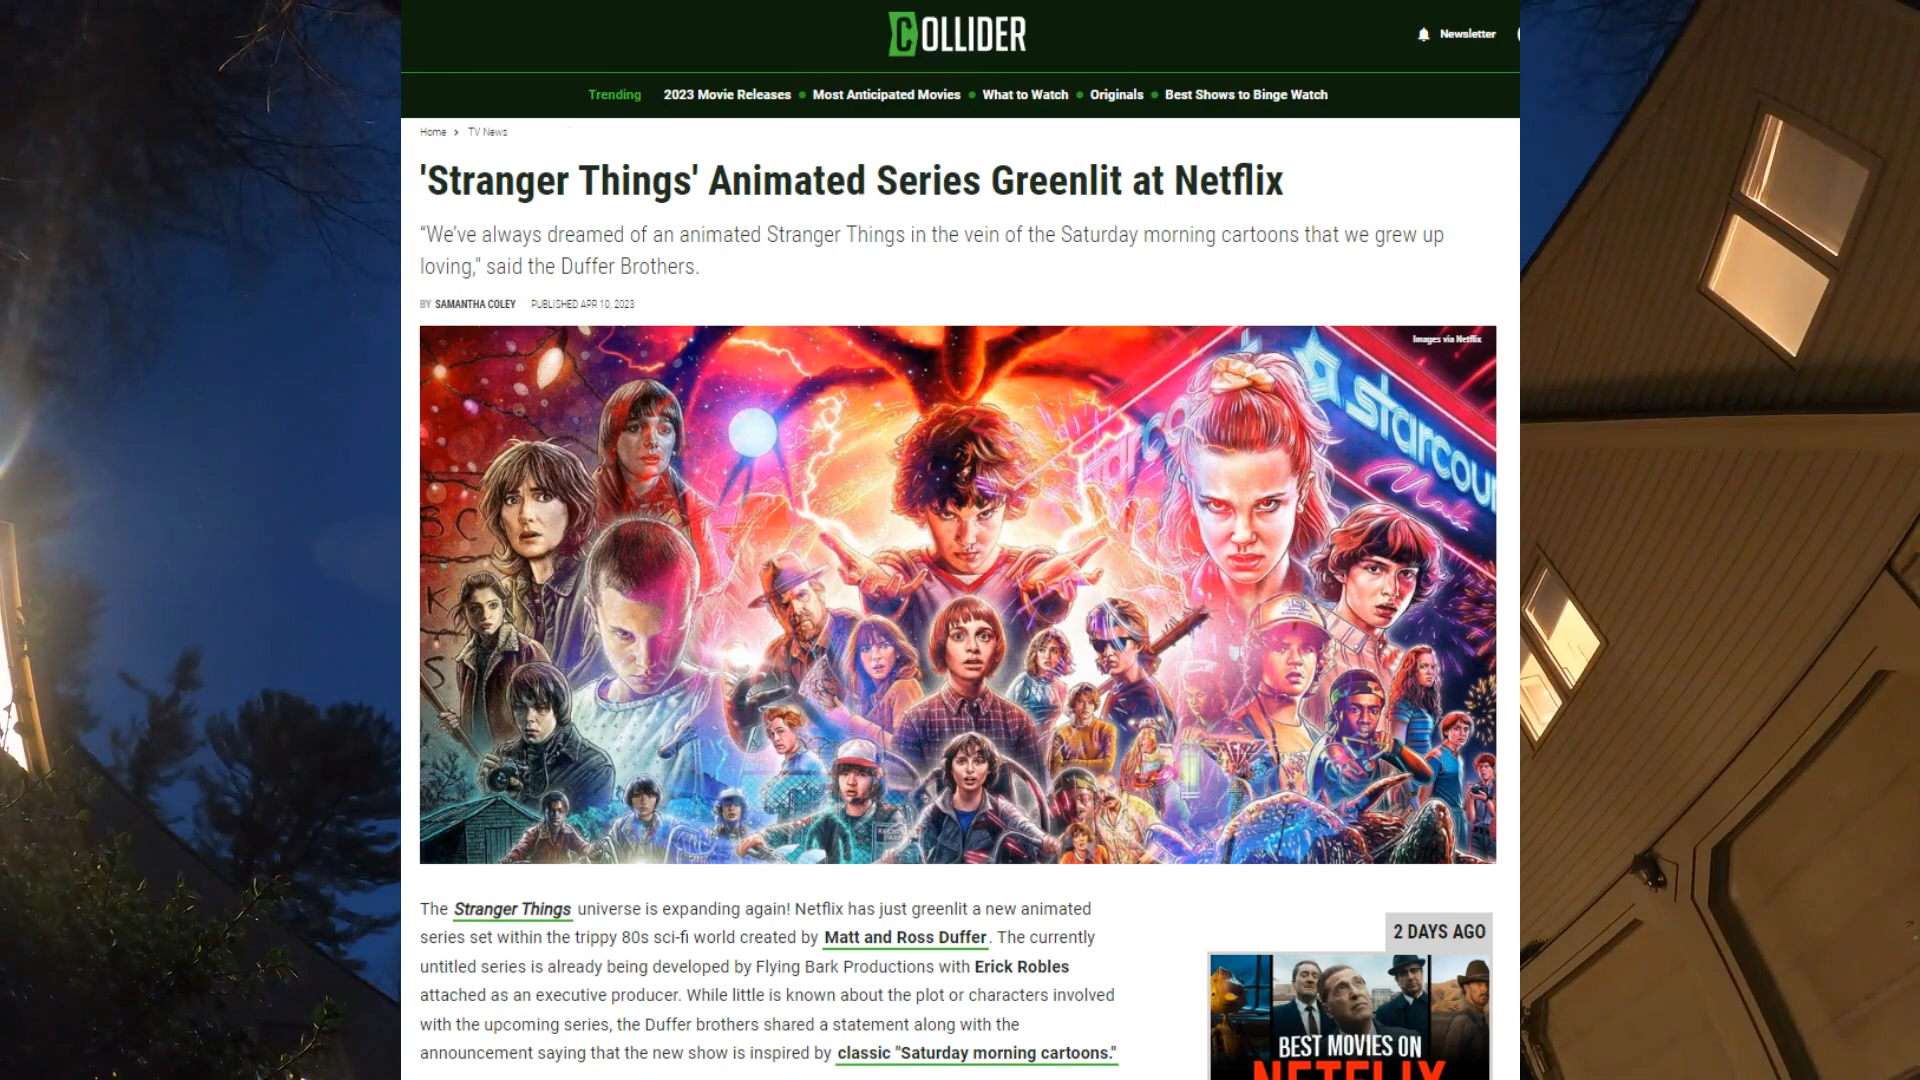 COLLIDER
Newsletter
Trending 2023 Movie Releases • Most Anticipated Movies • What to Watch • Originals • Best Shows to Binge Watch
Home > TV News
'Stranger Things' Animated Series Greenlit at Netflix
“We’ve always dreamed of an animated Stranger Things in the vein of the Saturday morning cartoons that we grew up
loving," said the Duffer Brothers.
BY SAMANTHA COLEY PUBLISHED APR 10, 2023
Images via Netflix
starcou
B C
K
S
The Stranger Things universe is expanding again! Netflix has just greenlit a new animated
series set within the trippy 80s sci-fi world created by Matt and Ross Duffer. The currently
untitled series is already being developed by Flying Bark Productions with Erick Robles
attached as an executive producer. While little is known about the plot or characters involved
with the upcoming series, the Duffer brothers shared a statement along with the
announcement saying that the new show is inspired by classic "Saturday morning cartoons."
2 DAYS AGO
BEST MOVIES ON
NETFLIX